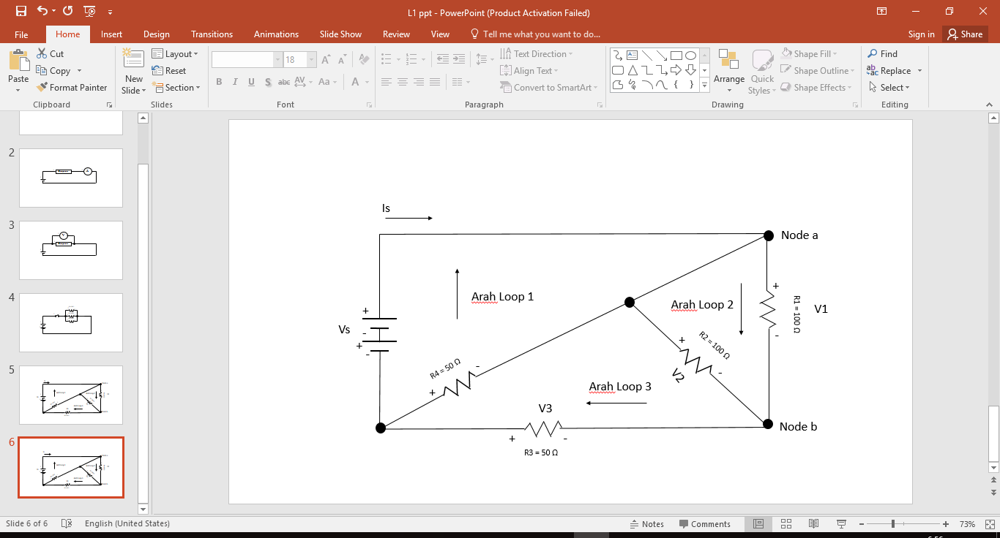 L1 ppt - PowerPoint (Product Activation Failed)
File Home Insert Design Transitions Animations Slide Show Review View Tell me what you want to do... Sign in Share
Paste
Cut
Copy
Format Painter
Clipboard
New
Slide
Layout
Reset
Section
Slides
18
B I U S abc AV Aa A
Font
Text Direction
Align Text
Convert to SmartArt
Paragraph
Arrange
Quick
Styles
Shape Fill
Shape Outline
Shape Effects
Drawing
Find
Replace
Select
Editing
2
3
4
5
6
Is
Node a
Arah Loop 1
Arah Loop 2
+
R1 = 100 Ω
V1
-
Vs
+
-
+
-
+
R2 = 100 Ω
V2
-
R4 = 50 Ω
+
-
Arah Loop 3
V3
Node b
+
-
R3 = 50 Ω
Slide 6 of 6 English (United States) Notes Comments 73%